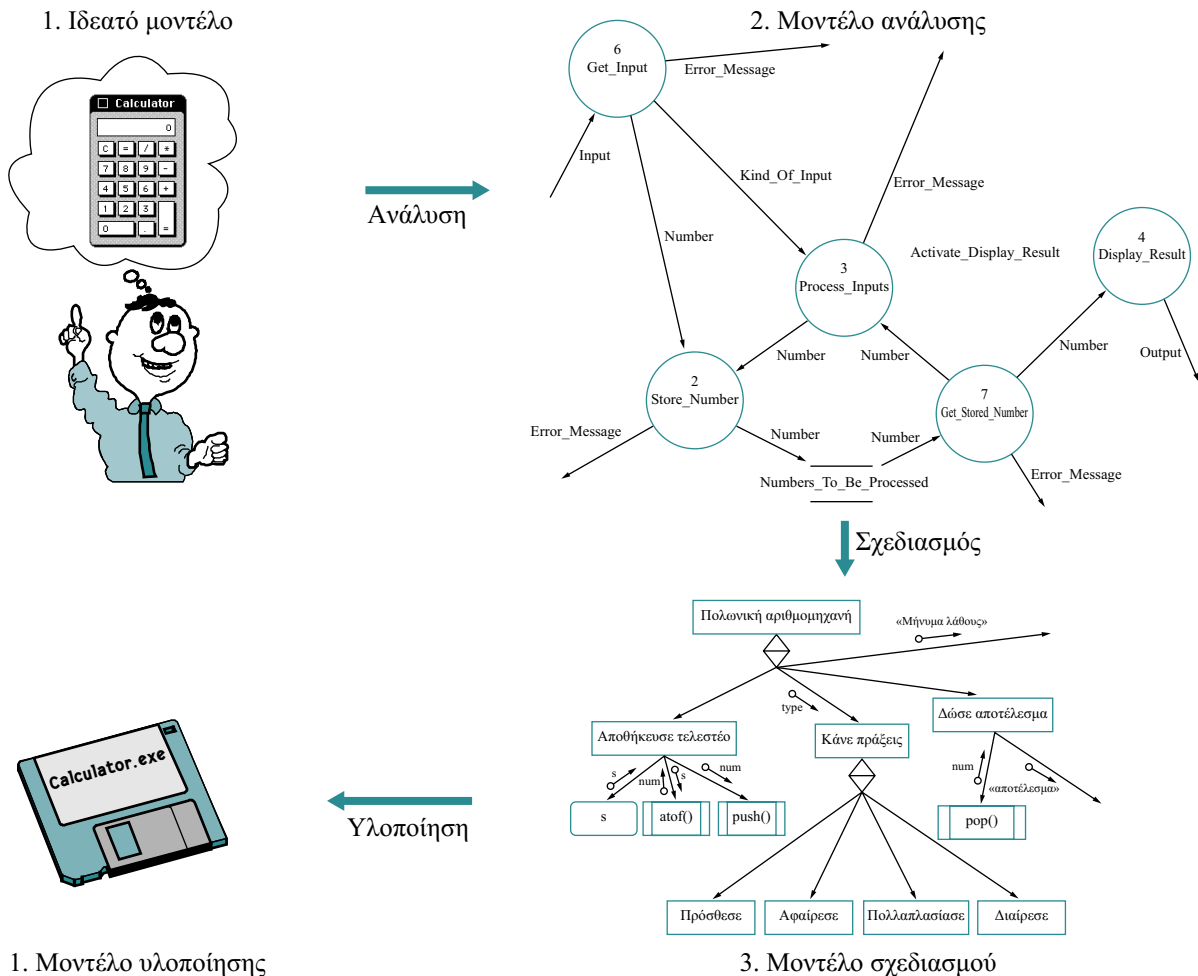 1. Ιδεατό μοντέλο
Calculator
0
C = / *
7 8 9 -
4 5 6 +
1 2 3
0 . =
Ανάλυση
2. Μοντέλο ανάλυσης
6
Get_Input
Error_Message
Input
Kind_Of_Input
Error_Message
Number
Activate_Display_Result
4
Display_Result
3
Process_Inputs
Number
Number
Number
Output
2
Store_Number
7
Get_Stored_Number
Error_Message
Number
Number
Error_Message
Numbers_To_Be_Processed
Σχεδιασμός
Πολωνική αριθμομηχανή
«Μήνυμα λάθους»
type
Αποθήκευσε τελεστέο
Κάνε πράξεις
Δώσε αποτέλεσμα
s
num
s
num
num
«αποτέλεσμα»
s
atof()
push()
pop()
Πρόσθεσε
Αφαίρεσε
Πολλαπλασίασε
Διαίρεσε
3. Μοντέλο σχεδιασμού
Υλοποίηση
Calculator.exe
1. Μοντέλο υλοποίησης